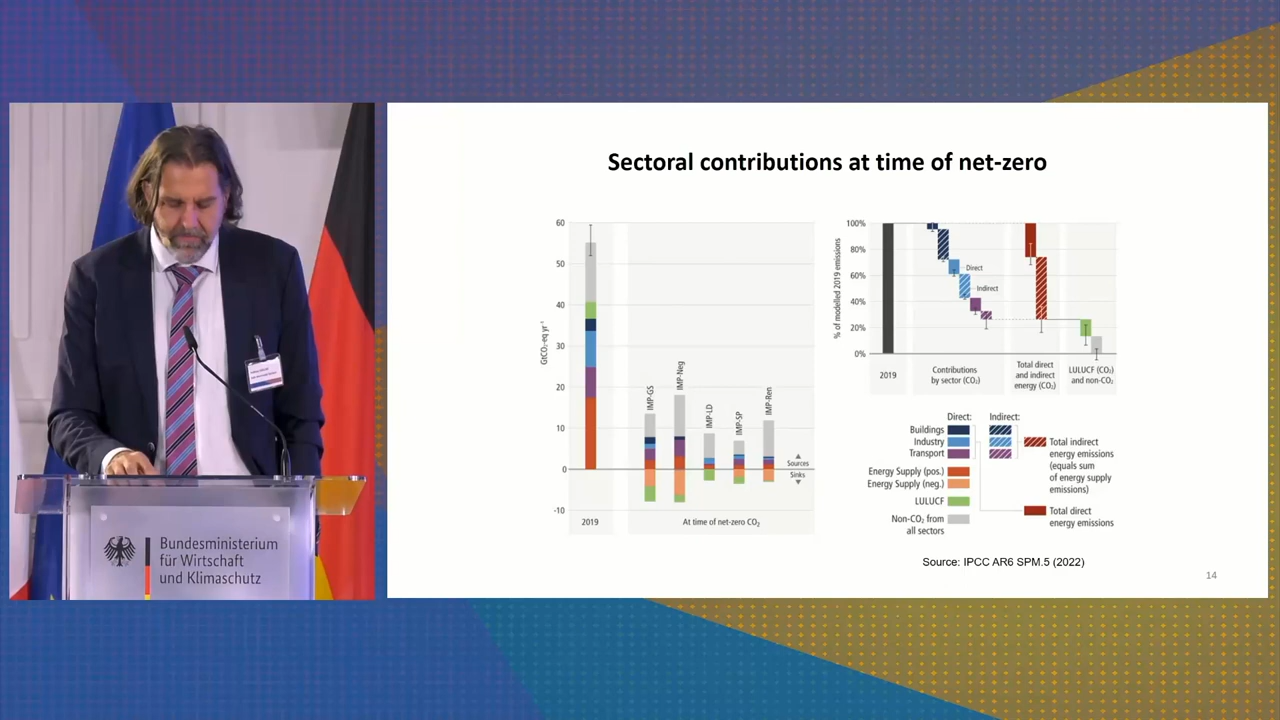 Sectoral contributions at time of net-zero
60
50
40
30
20
10
0
-10
GtCO₂-eq yr⁻¹
IMP-GS
IMP-Neg
IMP-LD
IMP-SP
IMP-Ren
Sources
Sinks
2019
At time of net-zero CO₂
100%
80%
60%
40%
20%
0%
% of modelled 2019 emissions
Direct
Indirect
2019
Contributions
by sector (CO₂)
Total direct
and indirect
energy (CO₂)
LULUCF (CO₂)
and non-CO₂
Direct:
Indirect:
Buildings
Industry
Transport
Energy Supply (pos.)
Energy Supply (neg.)
LULUCF
Non-CO₂ from
all sectors
Total indirect
energy emissions
(equals sum
of energy supply
emissions)
Total direct
energy emissions
Source: IPCC AR6 SPM.5 (2022)
14
Bundesministerium
für Wirtschaft
und Klimaschutz